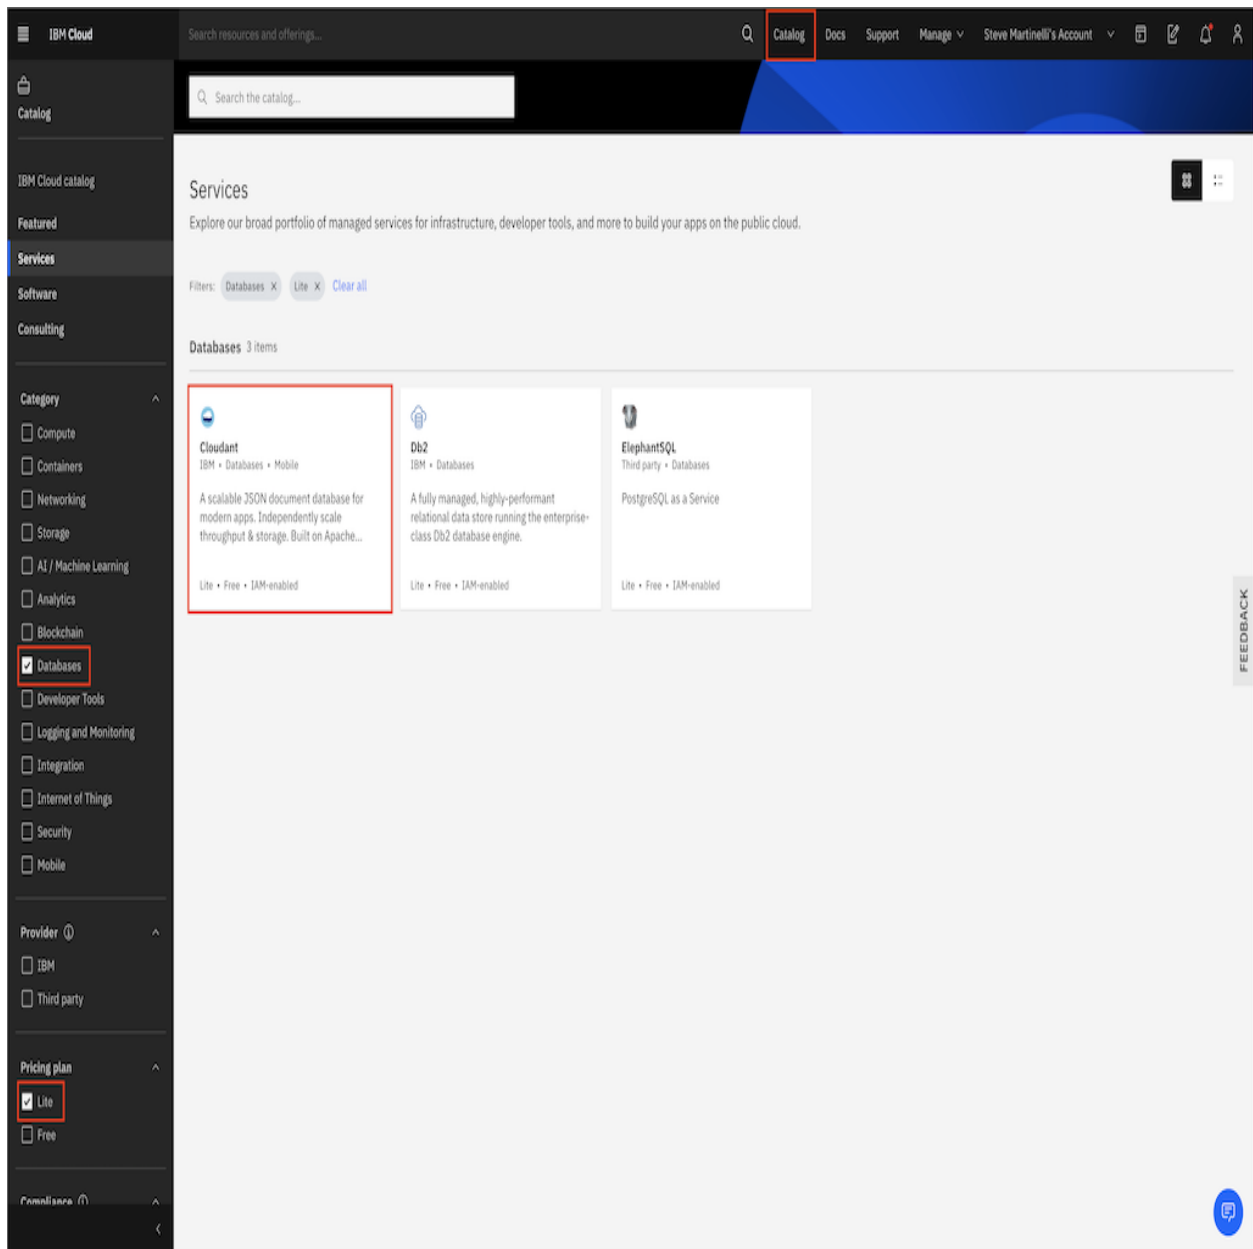 IBM Cloud
Search resources and offerings...
Catalog
Docs
Support
Manage
Steve Martinelli's Account
Catalog
Search the catalog...
IBM Cloud catalog
Featured
Services
Software
Consulting
Category
Compute
Containers
Networking
Storage
AI / Machine Learning
Analytics
Blockchain
Databases
Developer Tools
Logging and Monitoring
Integration
Internet of Things
Security
Mobile
Provider
IBM
Third party
Pricing plan
Lite
Free
Compliance
Services
Explore our broad portfolio of managed services for infrastructure, developer tools, and more to build your apps on the public cloud.
Filters: Databases X Lite X Clear all
Databases 3 items
Cloudant
IBM • Databases • Mobile
A scalable JSON document database for
modern apps. Independently scale
throughput & storage. Built on Apache...
Lite • Free • IAM-enabled
Db2
IBM • Databases
A fully managed, highly-performant
relational data store running the enterprise-
class Db2 database engine.
Lite • Free • IAM-enabled
ElephantSQL
Third party • Databases
PostgreSQL as a Service
Lite • Free • IAM-enabled
FEEDBACK